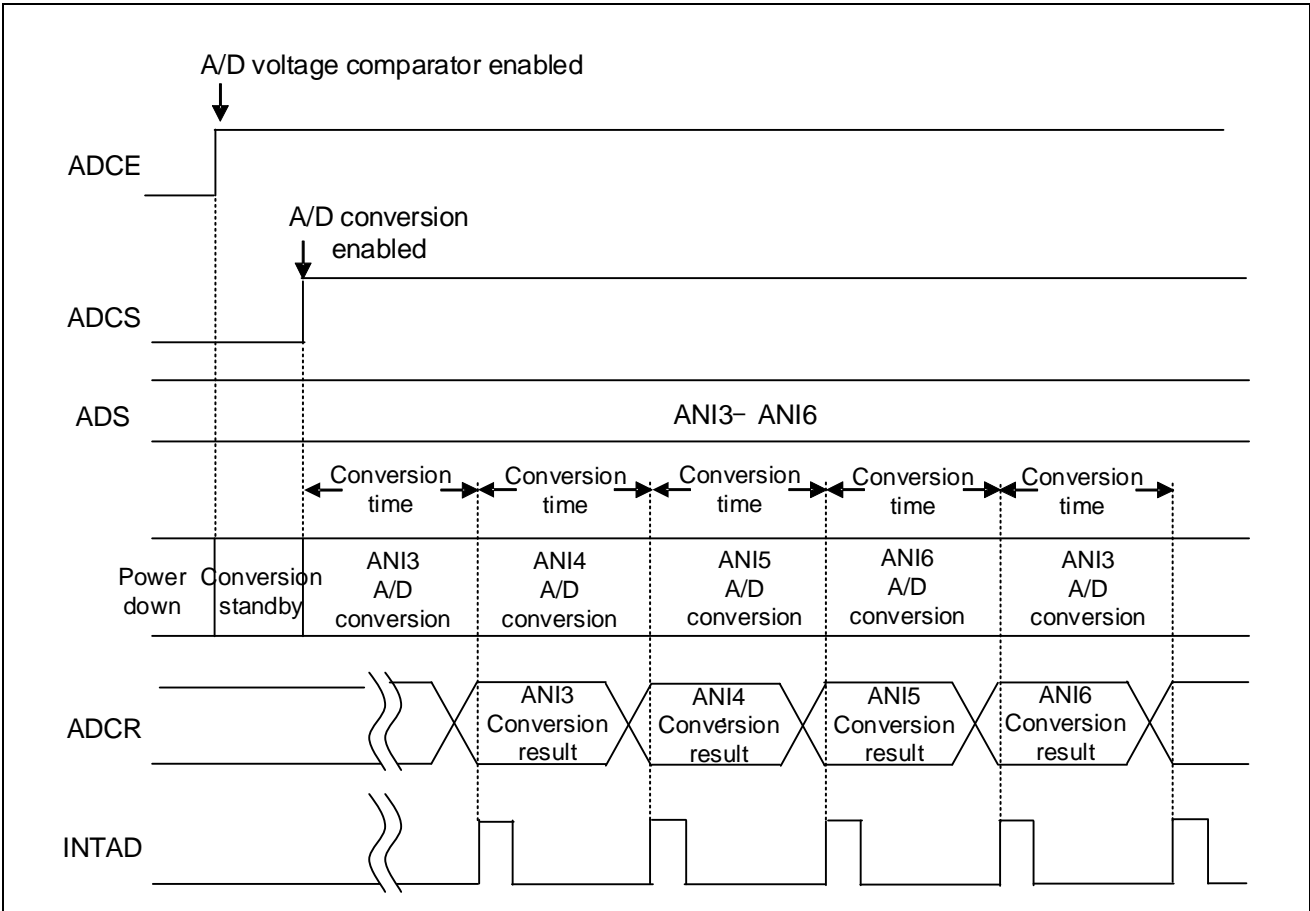 A/D voltage comparator enabled
ADCE
A/D conversion
enabled
ADCS
ADS
ANI3- ANI6
Conversion
time
Conversion
time
Conversion
time
Conversion
time
Conversion
time
Power
down
Conversion
standby
ANI3
A/D
conversion
ANI4
A/D
conversion
ANI5
A/D
conversion
ANI6
A/D
conversion
ANI3
A/D
conversion
ADCR
ANI3
Conversion
result
ANI4
Conversion
result
ANI5
Conversion
result
ANI6
Conversion
result
INTAD